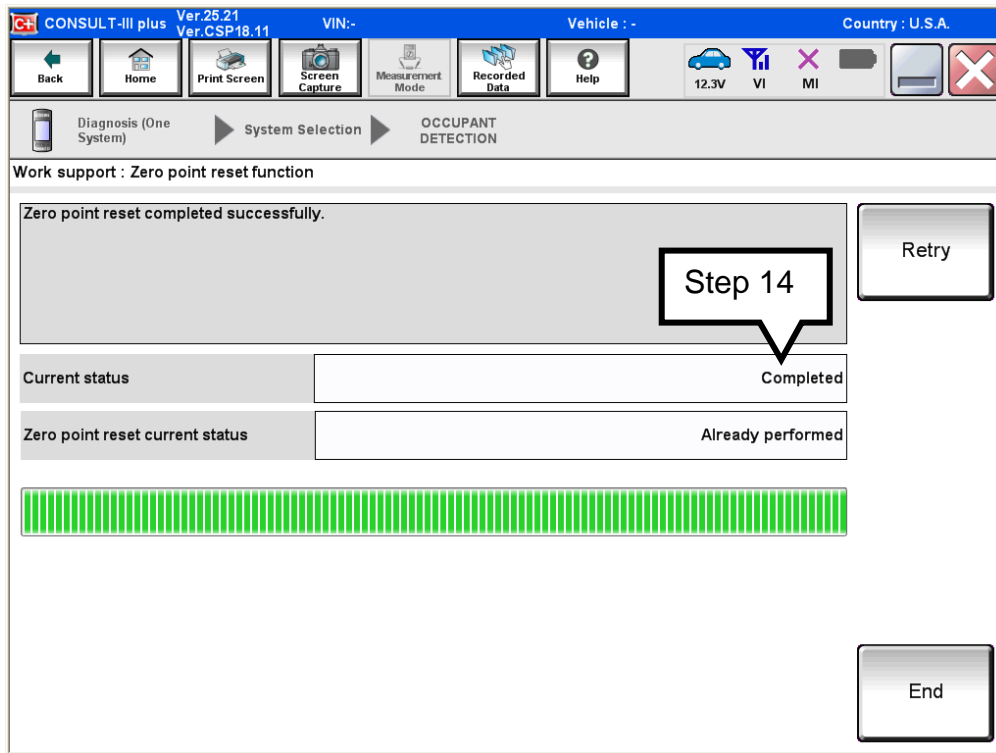 C+ CONSULT-III plus Ver.25.21 VIN:- Vehicle : - Country : U.S.A.
Ver.CSP18.11
Back Home Print Screen Screen Capture Measurement Mode Recorded Data Help 12.3V VI MI
Diagnosis (One System) System Selection OCCUPANT DETECTION
Work support : Zero point reset function
Zero point reset completed successfully.
Retry
Step 14
Current status Completed
Zero point reset current status Already performed
End